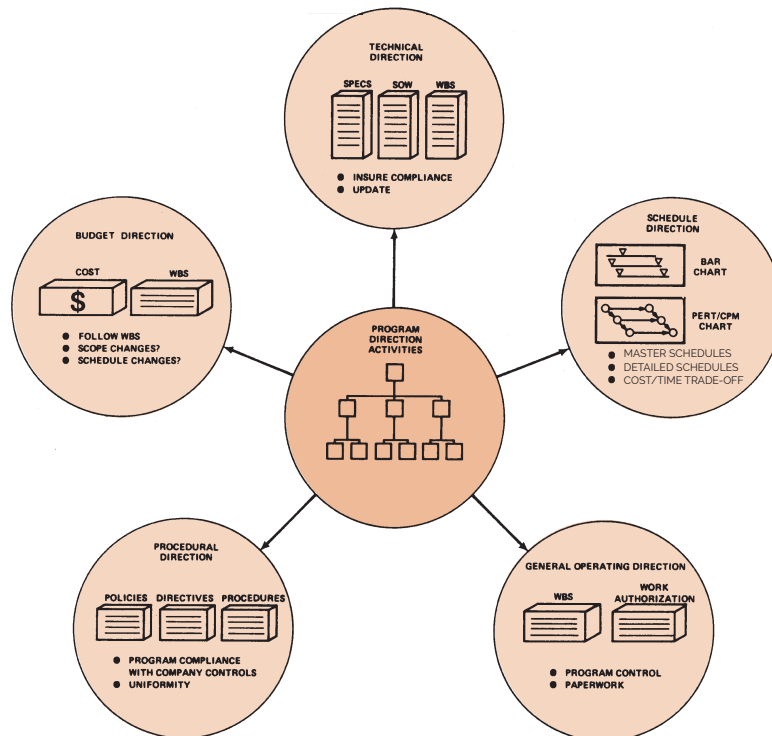 TECHNICAL
DIRECTION
SPECS SOW WBS
● INSURE COMPLIANCE
● UPDATE
BUDGET DIRECTION
COST WBS
$
● FOLLOW WBS
● SCOPE CHANGES?
● SCHEDULE CHANGES?
SCHEDULE
DIRECTION
BAR
CHART
PERT/CPM
CHART
● MASTER SCHEDULES
● DETAILED SCHEDULES
● COST/TIME TRADE-OFF
PROGRAM
DIRECTION
ACTIVITIES
PROCEDURAL
DIRECTION
POLICIES DIRECTIVES PROCEDURES
● PROGRAM COMPLIANCE
WITH COMPANY CONTROLS
● UNIFORMITY
GENERAL OPERATING DIRECTION
WBS
WORK
AUTHORIZATION
● PROGRAM CONTROL
● PAPERWORK